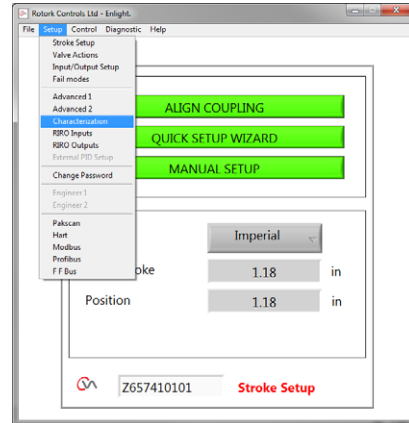 Rotork Controls Ltd - Enlight.
File Setup Control Diagnostic Help
Stroke Setup
Valve Actions
Input/Output Setup
Fail modes
Advanced 1
Advanced 2
Characterization
RIRO Inputs
RIRO Outputs
External PID Setup
Change Password
Engineer 1
Engineer 2
Pakscan
Hart
Modbus
Profibus
F F Bus
ALIGN COUPLING
QUICK SETUP WIZARD
MANUAL SETUP
Imperial
oke 1.18 in
Position 1.18 in
Z657410101 Stroke Setup